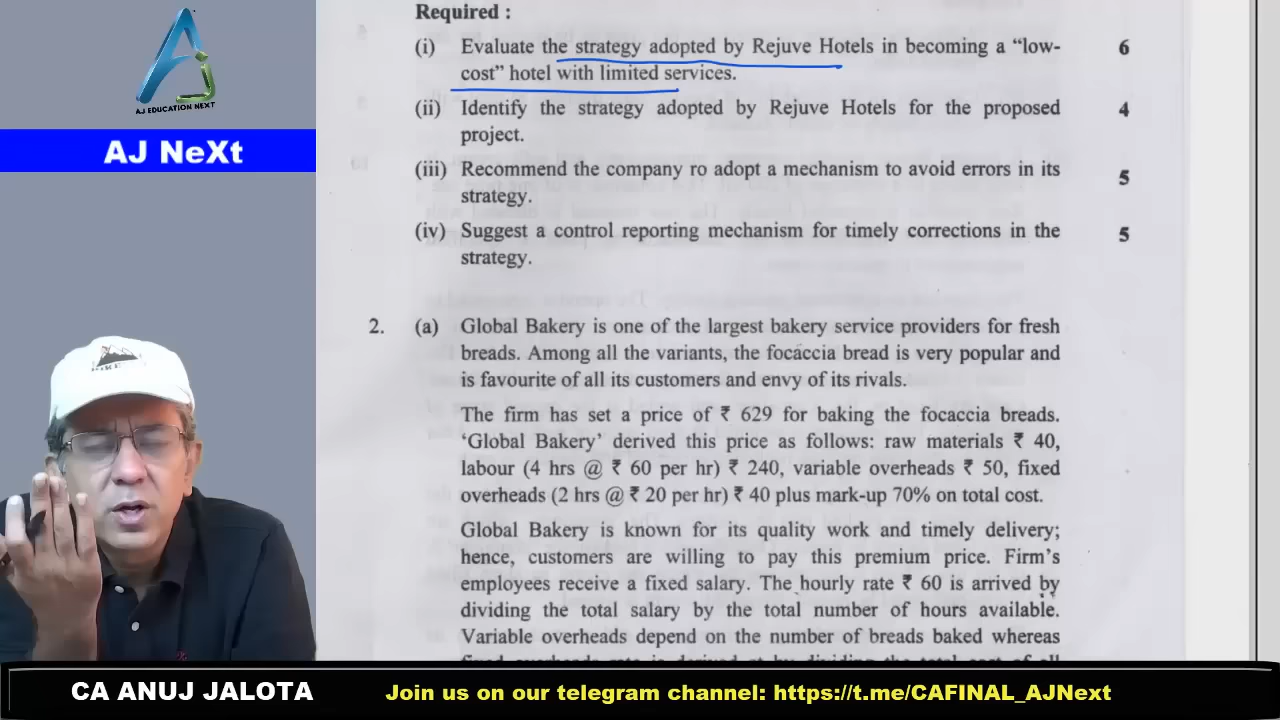 Required :
(i) Evaluate the strategy adopted by Rejuve Hotels in becoming a “low- 6
cost” hotel with limited services.
(ii) Identify the strategy adopted by Rejuve Hotels for the proposed 4
project.
(iii) Recommend the company ro adopt a mechanism to avoid errors in its 5
strategy.
(iv) Suggest a control reporting mechanism for timely corrections in the 5
strategy.
2. (a) Global Bakery is one of the largest bakery service providers for fresh
breads. Among all the variants, the focaccia bread is very popular and
is favourite of all its customers and envy of its rivals.
The firm has set a price of ₹ 629 for baking the focaccia breads.
‘Global Bakery’ derived this price as follows: raw materials ₹ 40,
labour (4 hrs @ ₹ 60 per hr) ₹ 240, variable overheads ₹ 50, fixed
overheads (2 hrs @ ₹ 20 per hr) ₹ 40 plus mark-up 70% on total cost.
Global Bakery is known for its quality work and timely delivery;
hence, customers are willing to pay this premium price. Firm’s
employees receive a fixed salary. The hourly rate ₹ 60 is arrived by
dividing the total salary by the total number of hours available.
Variable overheads depend on the number of breads baked whereas
AJ EDUCATION NEXT
AJ NeXt
CA ANUJ JALOTA
Join us on our telegram channel: https://t.me/CAFINAL_AJNext